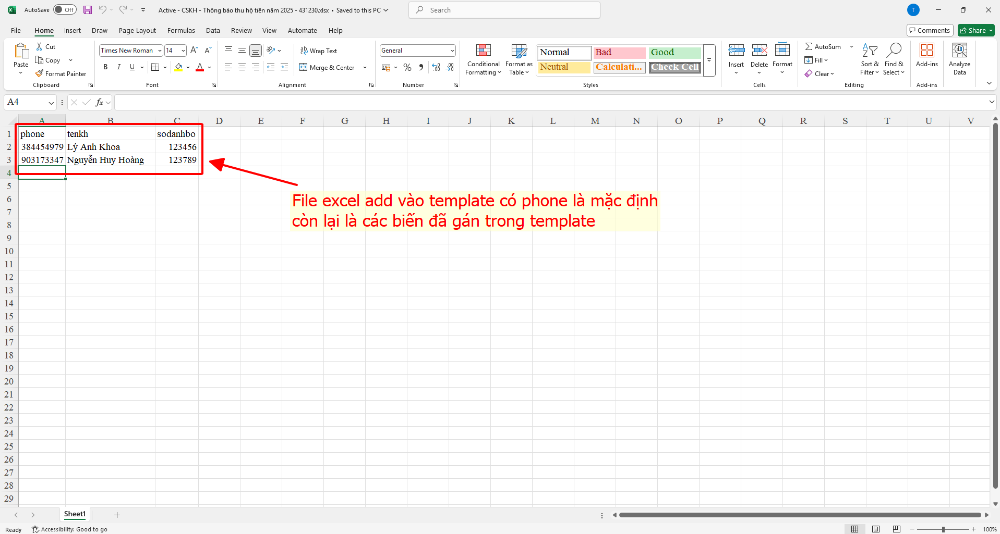 AutoSave Off Active - CSKH - Thông báo thu hộ tiền năm 2025 - 431230.xlsx • Saved to this PC Search T
File Home Insert Draw Page Layout Formulas Data Review View Automate Help Comments Share
Paste Cut Copy Format Painter Clipboard
Times New Roman 14 A A B I U A Font
Wrap Text Merge & Center Alignment
General % Number
Conditional Formatting Format as Table
Normal Bad Good
Neutral Calculati... Check Cell
Styles
Insert Delete Format Cells
AutoSum Fill Clear Sort & Filter Find & Select Editing
Add-ins Add-ins
Analyze Data
A4 fx
A B C D E F G H I J K L M N O P Q R S T U V
1 phone tenkh sodanhbo
2 384454979 Lý Anh Khoa 123456
3 903173347 Nguyễn Huy Hoàng 123789
4
File excel add vào template có phone là mặc định
còn lại là các biến đã gán trong template
5
6
7
8
9
10
11
12
13
14
15
16
17
18
19
20
21
22
23
24
25
26
27
28
29
Sheet1
Ready Accessibility: Good to go 100%